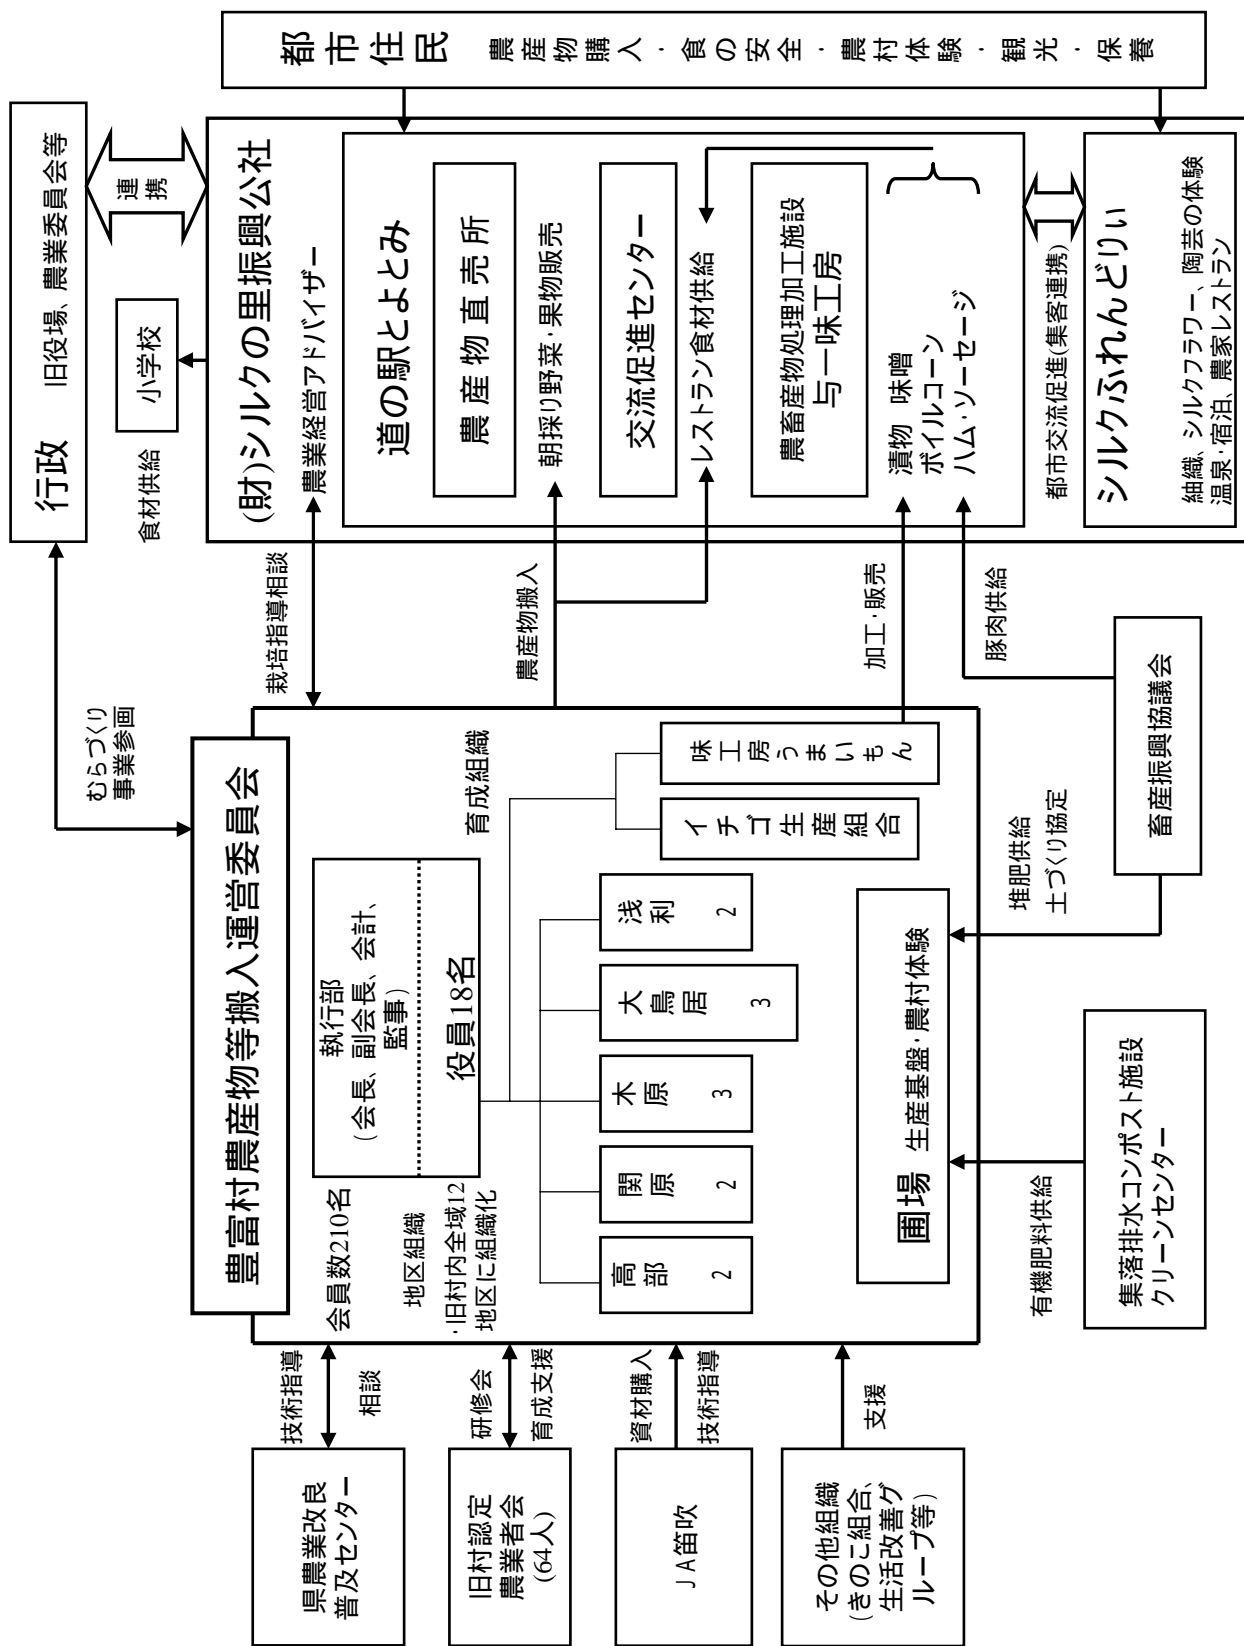 都市住民
農産物購入・食の安全・農村体験・観光・保養
行政
旧役場、農業委員会等
連携
小学校
食材供給
(財)シルクの里振興公社
農業経営アドバイザー
道の駅とよとみ
農産物直売所
朝採り野菜・果物販売
交流促進センター
レストラン食材供給
農畜産物処理加工施設
与一味工房
漬物 味噌
ボイルコーン
ハム・ソーセージ
都市交流促進(集客連携)
シルクふれんどりぃ
紬織、シルクフラワー、陶芸の体験
温泉・宿泊、農家レストラン
むらづくり
事業参画
栽培指導相談
農産物搬入
加工・販売
豚肉供給
豊富村農産物等搬入運営委員会
執行部
(会長、副会長、会計、
監事)
役員18名
会員数210名
地区組織
・旧村内全域12
地区に組織化
育成組織
味工房うまいもん
イチゴ生産組合
浅利 2
大鳥居 3
木原 3
関原 2
高部 2
圃場 生産基盤・農村体験
堆肥供給
土づくり協定
畜産振興協議会
有機肥料供給
集落排水コンポスト施設
クリーンセンター
技術指導
相談
県農業改良
普及センター
研修会
育成支援
旧村認定
農業者会
(64人)
資材購入
技術指導
JA笛吹
支援
その他組織
(きのこ組合、
生活改善グ
ループ等)